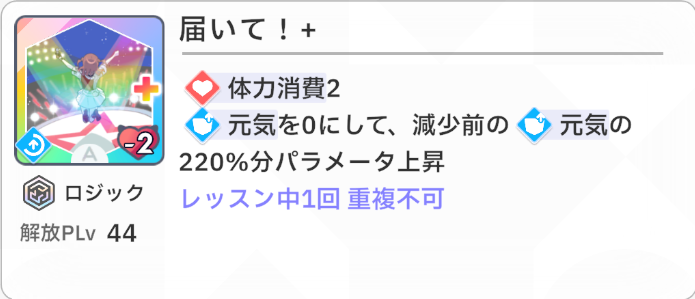 届いて！+
体力消費2
元気を0にして、減少前の 元気の
220%分パラメータ上昇
レッスン中1回 重複不可
A
-2
ロジック
解放PLv 44